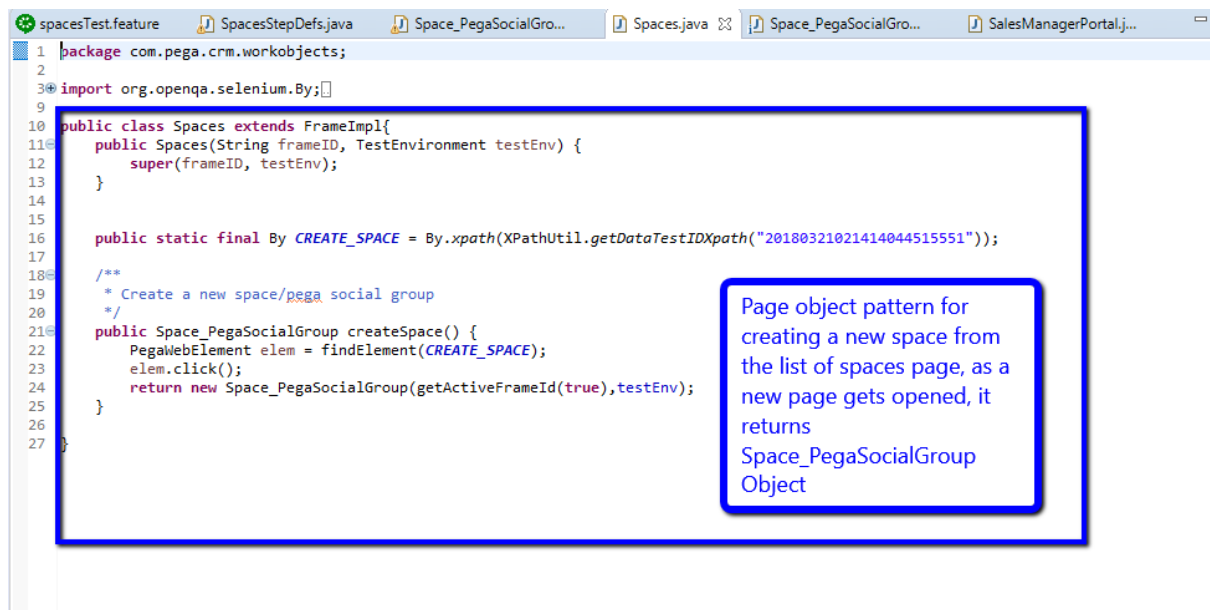 spacesTest.feature SpacesStepDefs.java Space_PegaSocialGro... Spaces.java Space_PegaSocialGro... SalesManagerPortal.j...
1 package com.pega.crm.workobjects;
2
3 import org.openqa.selenium.By;
9
10 public class Spaces extends FrameImpl{
11 public Spaces(String frameID, TestEnvironment testEnv) {
12 super(frameID, testEnv);
13 }
14
15
16 public static final By CREATE_SPACE = By.xpath(XPathUtil.getDataTestIDXpath("20180321021414044515551"));
17
18 /**
19 * Create a new space/pega social group
20 */
21 public Space_PegaSocialGroup createSpace() {
22 PegaWebElement elem = findElement(CREATE_SPACE);
23 elem.click();
24 return new Space_PegaSocialGroup(getActiveFrameId(true),testEnv);
25 }
26
27 }
Page object pattern for
creating a new space from
the list of spaces page, as a
new page gets opened, it
returns
Space_PegaSocialGroup
Object